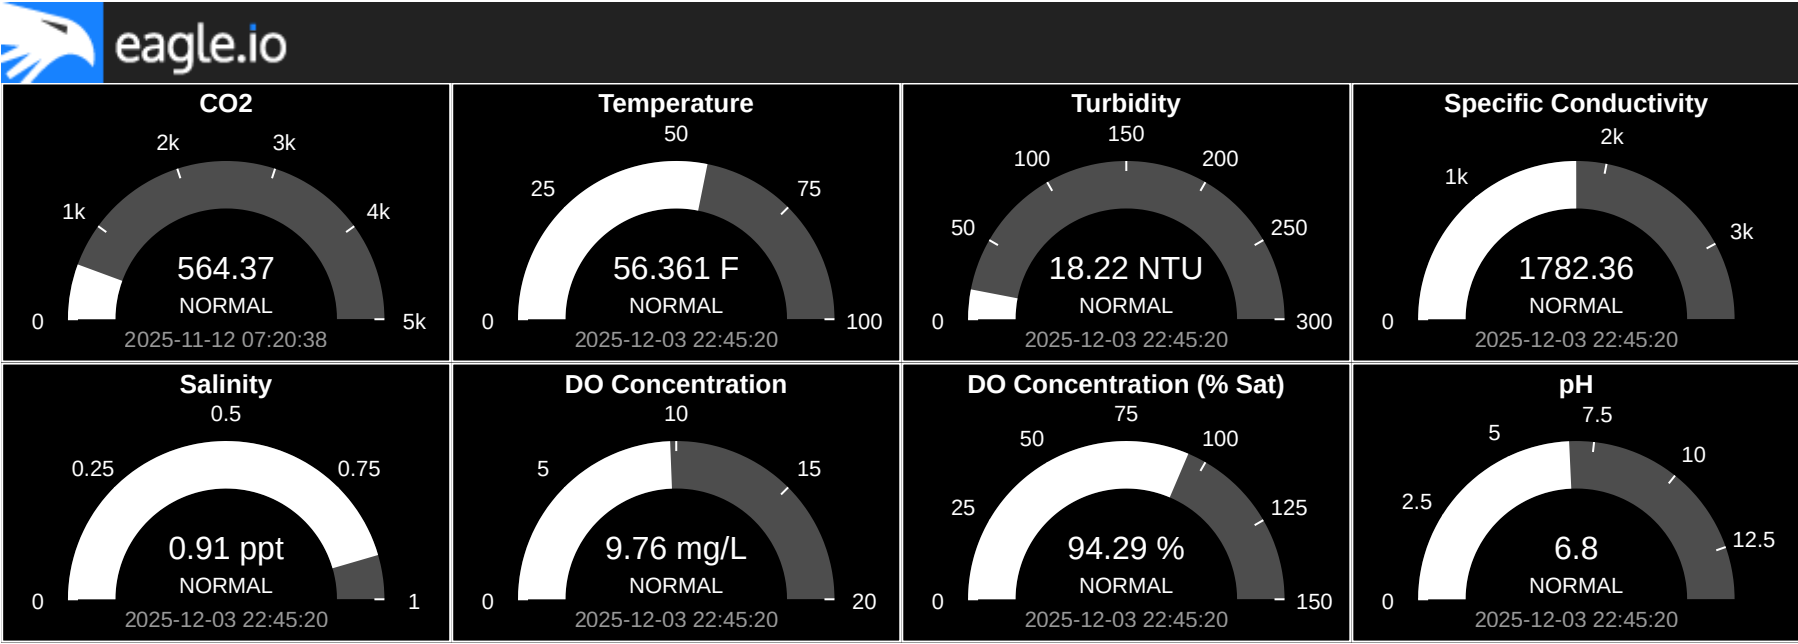 eagle.io
CO2
2k
3k
1k
4k
564.37
NORMAL
0
5k
2025-11-12 07:20:38
Temperature
50
25
75
56.361 F
NORMAL
0
100
2025-12-03 22:45:20
Turbidity
150
100
200
50
250
18.22 NTU
NORMAL
0
300
2025-12-03 22:45:20
Specific Conductivity
2k
1k
3k
1782.36
NORMAL
0
2025-12-03 22:45:20
Salinity
0.5
0.25
0.75
0.91 ppt
NORMAL
0
1
2025-12-03 22:45:20
DO Concentration
10
5
15
9.76 mg/L
NORMAL
0
20
2025-12-03 22:45:20
DO Concentration (% Sat)
75
50
100
25
125
94.29 %
NORMAL
0
150
2025-12-03 22:45:20
pH
7.5
5
10
2.5
12.5
6.8
NORMAL
0
2025-12-03 22:45:20